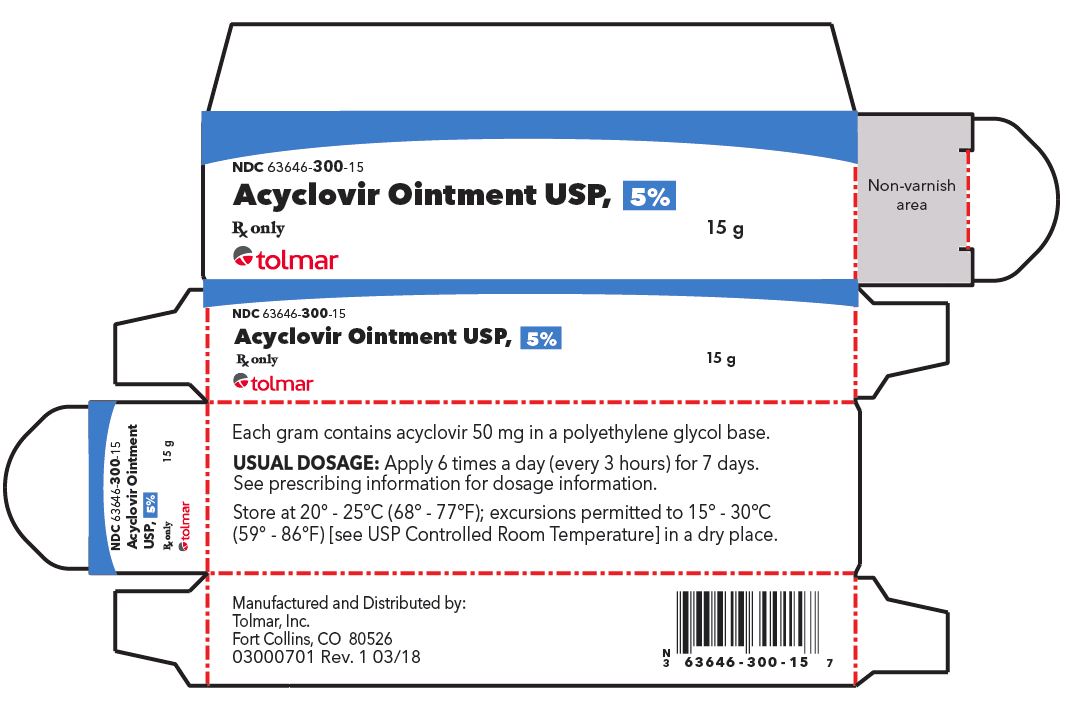 NDC 63646-300-15
Acyclovir Ointment USP, 5%
Rx only
15 g
tolmar
Non-varnish
area
NDC 63646-300-15
Acyclovir Ointment USP, 5%
Rx only
15 g
tolmar
NDC 63646-300-15
Acyclovir Ointment
USP, 5%
Rx only
15 g
tolmar
Each gram contains acyclovir 50 mg in a polyethylene glycol base.
USUAL DOSAGE: Apply 6 times a day (every 3 hours) for 7 days.
See prescribing information for dosage information.
Store at 20° - 25°C (68° - 77°F); excursions permitted to 15° - 30°C
(59° - 86°F) [see USP Controlled Room Temperature] in a dry place.
Manufactured and Distributed by:
Tolmar, Inc.
Fort Collins, CO 80526
03000701 Rev. 1 03/18
N
3 63646-300-15 7